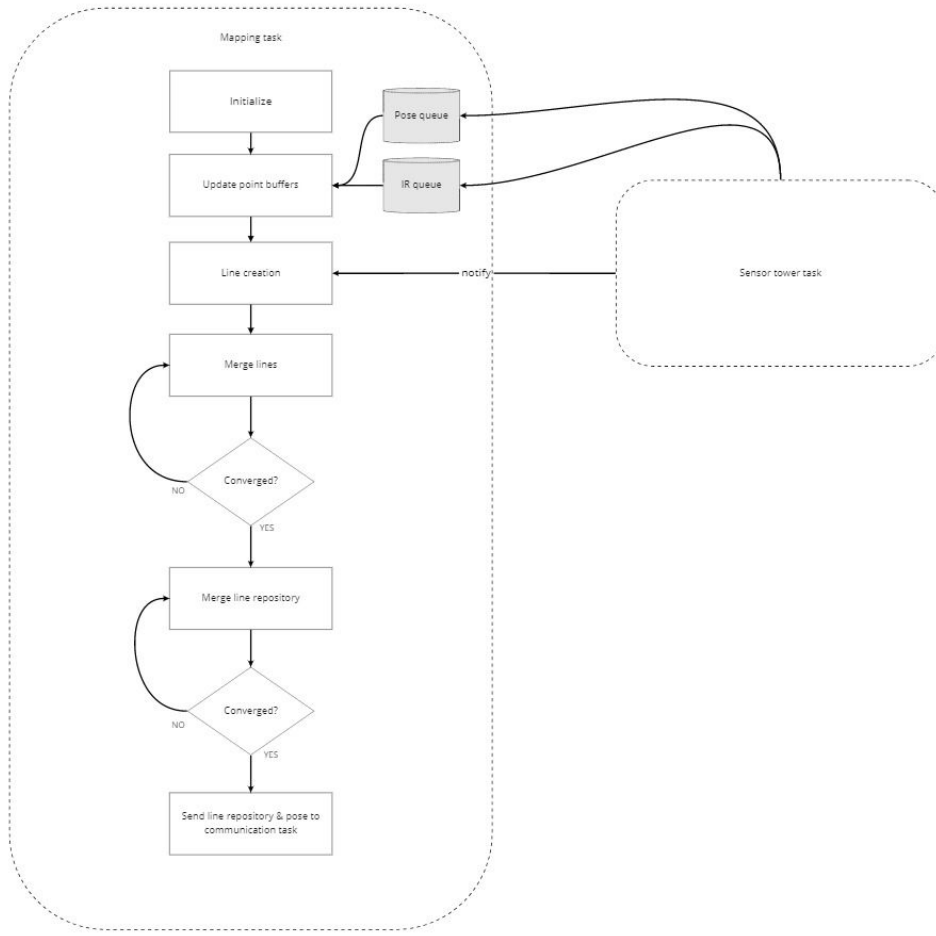 Mapping task
Initialize
Pose queue
Update point buffers
IR queue
Line creation
notify
Sensor tower task
Merge lines
Converged?
NO
YES
Merge line repository
Converged?
NO
YES
Send line repository & pose to
communication task